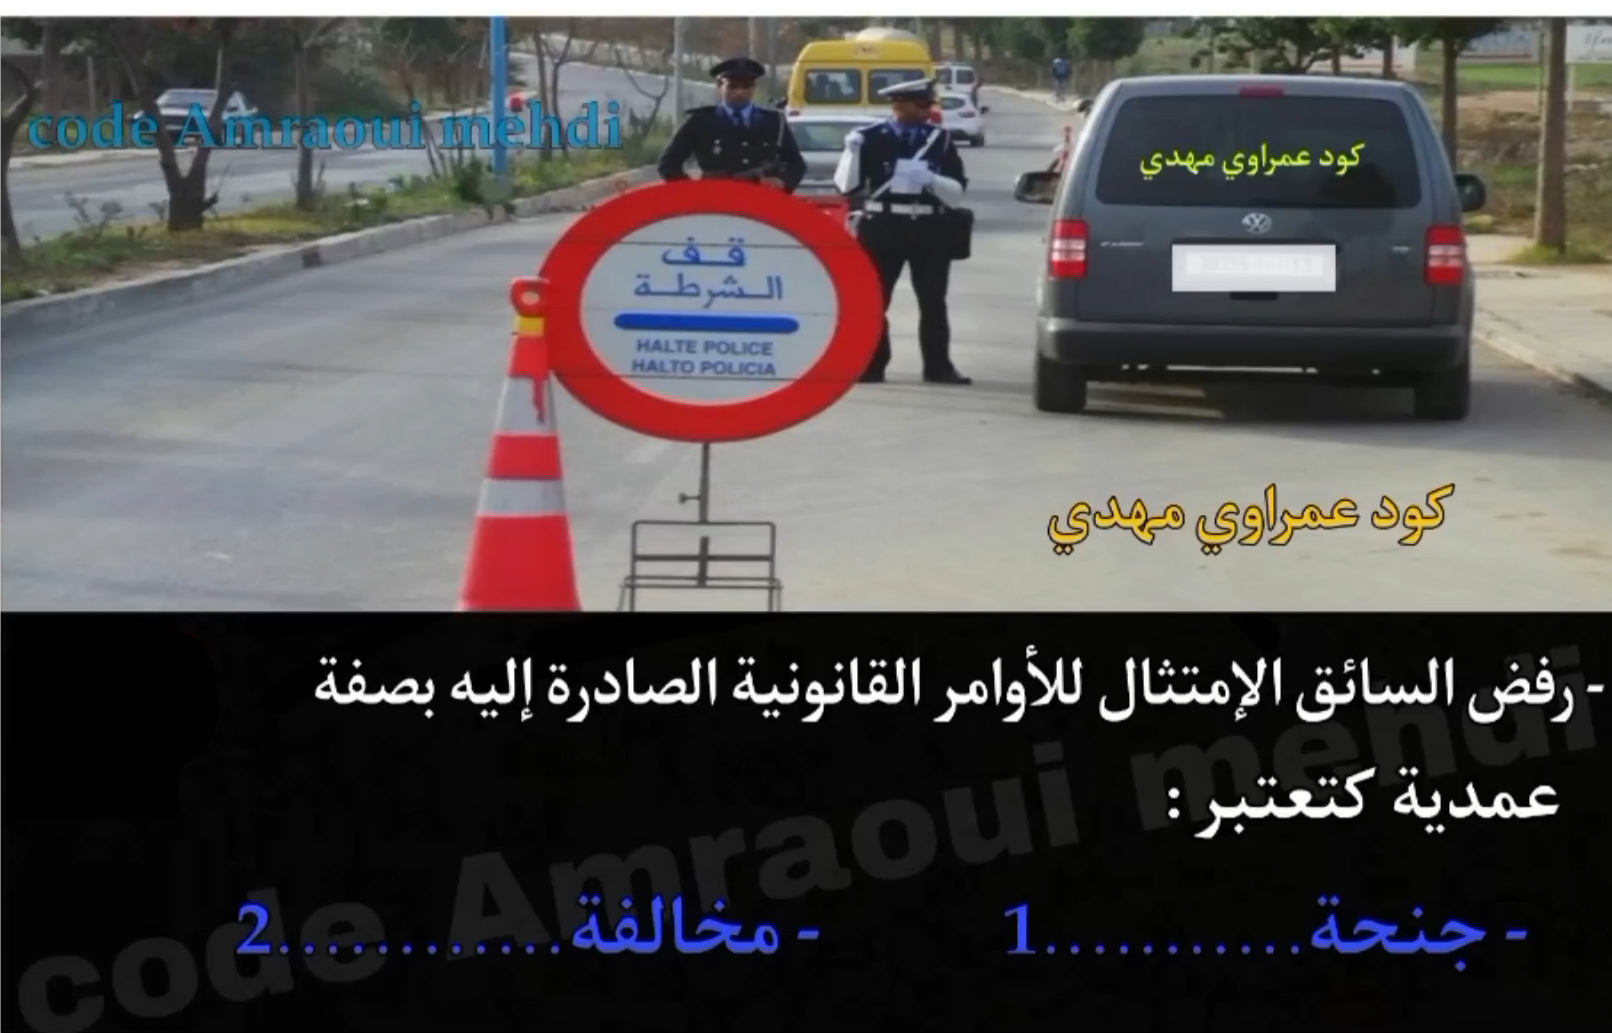 code Amraoui mehdi
كود عمراوي مهدي
قف
الشرطة
HALTE POLICE
HALTO POLICIA
كود عمراوي مهدي
- رفض السائق الإمتثال للأوامر القانونية الصادرة إليه بصفة
عمدية كتعتبر :
- جنحة...........1
- مخالفة............2
code Amraoui mehdi